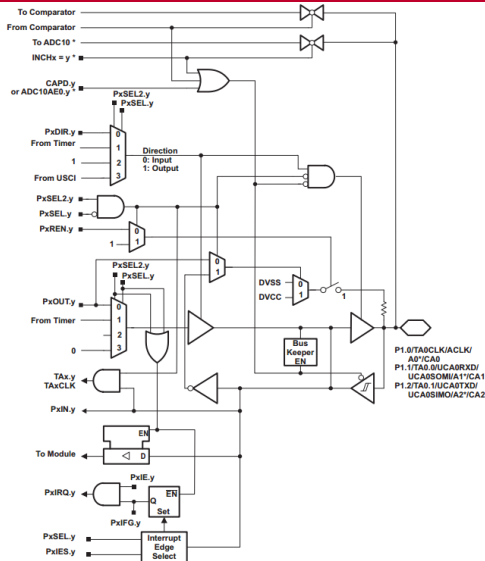 To Comparator
From Comparator
To ADC10 *
INCHx = y *
CAPD.y
or ADC10AE0.y *
PxSEL2.y
PxSEL.y
PxDIR.y
0
From Timer
1
Direction
0: Input
1: Output
1
2
From USCI
3
PxSEL2.y
PxSEL.y
PxREN.y
0
1
1
PxSEL2.y
PxSEL.y
0
1
DVSS
DVCC
0
1
1
PxOUT.y
0
From Timer
1
2
0
3
Bus
Keeper
EN
P1.0/TA0CLK/ACLK/
A0*/CA0
P1.1/TA0.0/UCA0RXD/
UCA0SOMI/A1*/CA1
P1.2/TA0.1/UCA0TXD/
UCA0SIMO/A2*/CA2
TAx.y
TAxCLK
PxIN.y
EN
To Module
D
PxIE.y
PxIRQ.y
EN
Q
Set
PxIFG.y
PxSEL.y
PxIES.y
Interrupt
Edge
Select